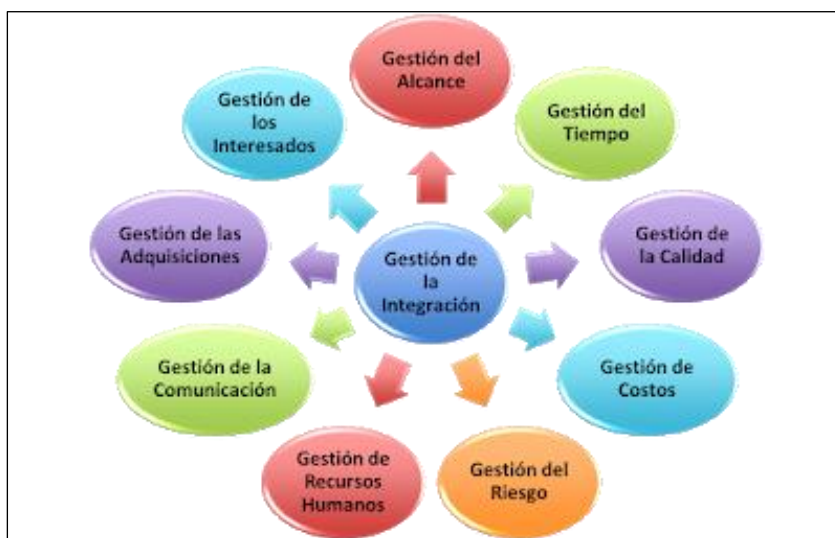 Gestión del
Alcance
Gestión del
Tiempo
Gestión de
la Calidad
Gestión de
Costos
Gestión del
Riesgo
Gestión de
Recursos
Humanos
Gestión de la
Comunicación
Gestión de las
Adquisiciones
Gestión de
los
Interesados
Gestión de
la
Integración